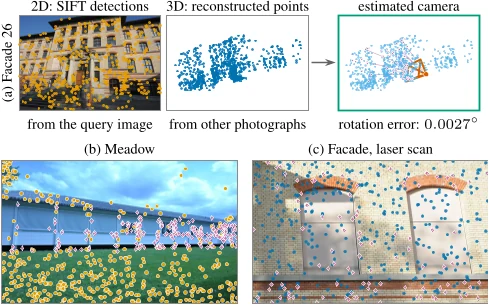 2D: SIFT detections
3D: reconstructed points
estimated camera
(a) Facade 26
from the query image
from other photographs
rotation error: 0.0027°
(b) Meadow
(c) Facade, laser scan